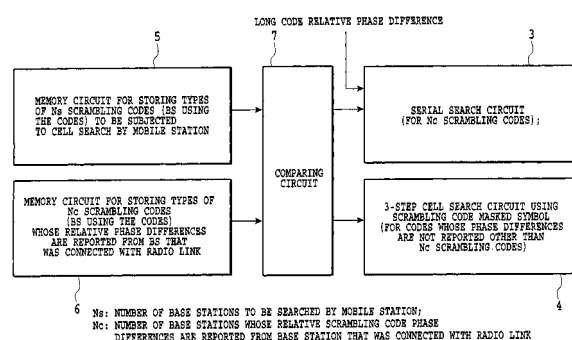 LONG CODE RELATIVE PHASE DIFFERENCE
5
7
3
MEMORY CIRCUIT FOR STORING TYPES
OF Ns SCRAMBLING CODES (BS USING
THE CODES) TO BE SUBJECTED
TO CELL SEARCH BY MOBILE STATION
COMPARING
CIRCUIT
SERIAL SEARCH CIRCUIT
(FOR Nc SCRAMBLING CODES);
MEMORY CIRCUIT FOR STORING TYPES OF
Nc SCRAMBLING CODES
(BS USING THE CODES)
WHOSE RELATIVE PHASE DIFFERENCES
ARE REPORTED FROM BS THAT
WAS CONNECTED WITH RADIO LINK
3-STEP CELL SEARCH CIRCUIT USING
SCRAMBLING CODE MASKED SYMBOL
(FOR CODES WHOSE PHASE DIFFERENCES
ARE NOT REPORTED OTHER THAN
Nc SCRAMBLING CODES)
6
4
Ns: NUMBER OF BASE STATIONS TO BE SEARCHED BY MOBILE STATION;
Nc: NUMBER OF BASE STATIONS WHOSE RELATIVE SCRAMBLING CODE PHASE
DIFFERENCES ARE REPORTED FROM BASE STATION THAT WAS CONNECTED WITH RADIO LINK